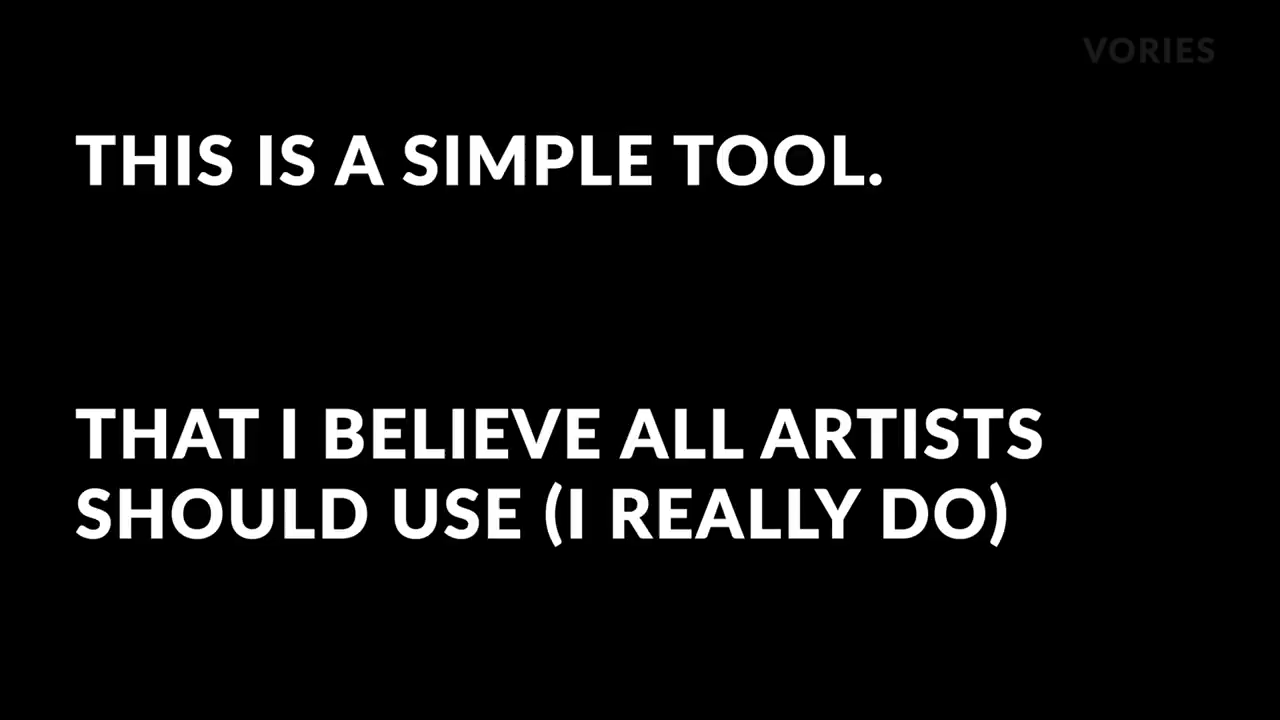 VORIES
THIS IS A SIMPLE TOOL.
THAT I BELIEVE ALL ARTISTS
SHOULD USE (I REALLY DO)